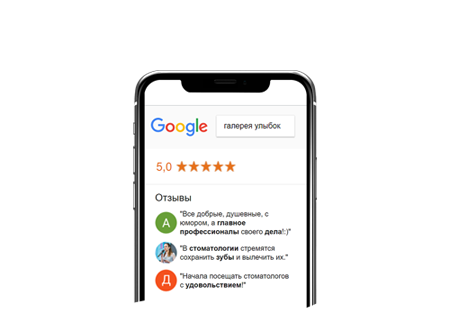 Google
галерея улыбок
5,0
Отзывы
А
"Все добрые, душевные, с
юмором, а главное
профессионалы своего дела!:)"
"В стоматологии стремятся
сохранить зубы и вылечить их."
Д
"Начала посещать стоматологов
с удовольствием!"